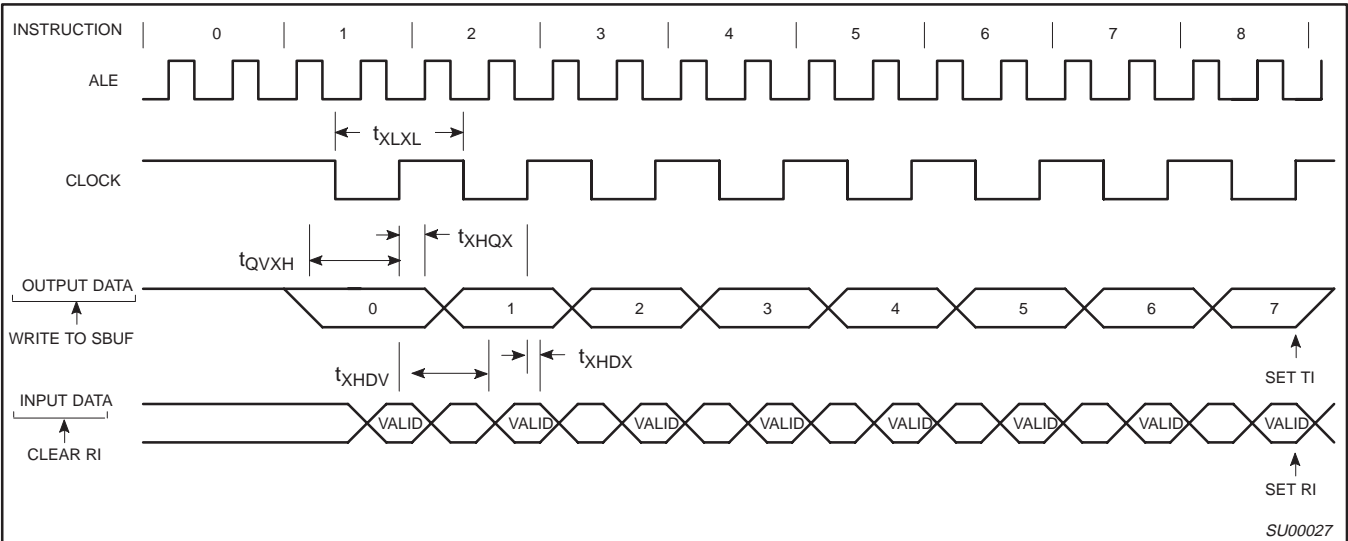 INSTRUCTION 0 1 2 3 4 5 6 7 8
ALE
tXLXL
CLOCK
tXHQX
tQVXH
OUTPUT DATA
0 1 2 3 4 5 6 7
WRITE TO SBUF
tXHDX
tXHDV
SET TI
INPUT DATA
VALID VALID VALID VALID VALID VALID VALID VALID
CLEAR RI
SET RI
SU00027